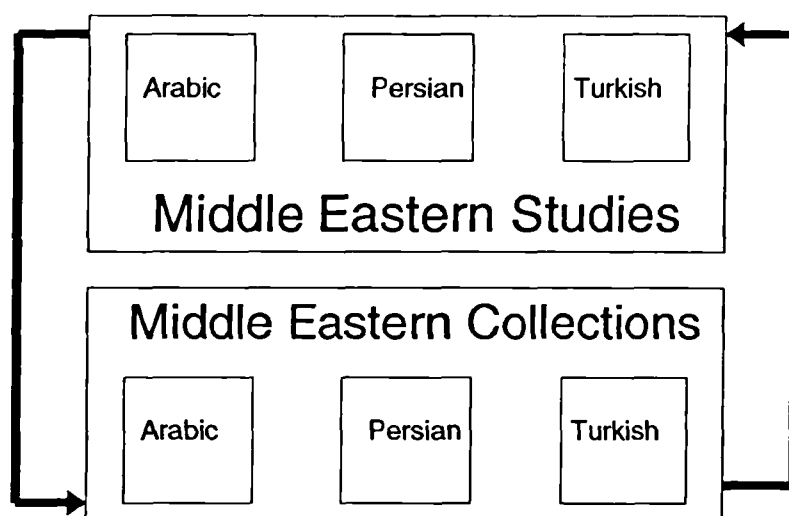 Arabic Persian Turkish
Middle Eastern Studies
Middle Eastern Collections
Arabic Persian Turkish